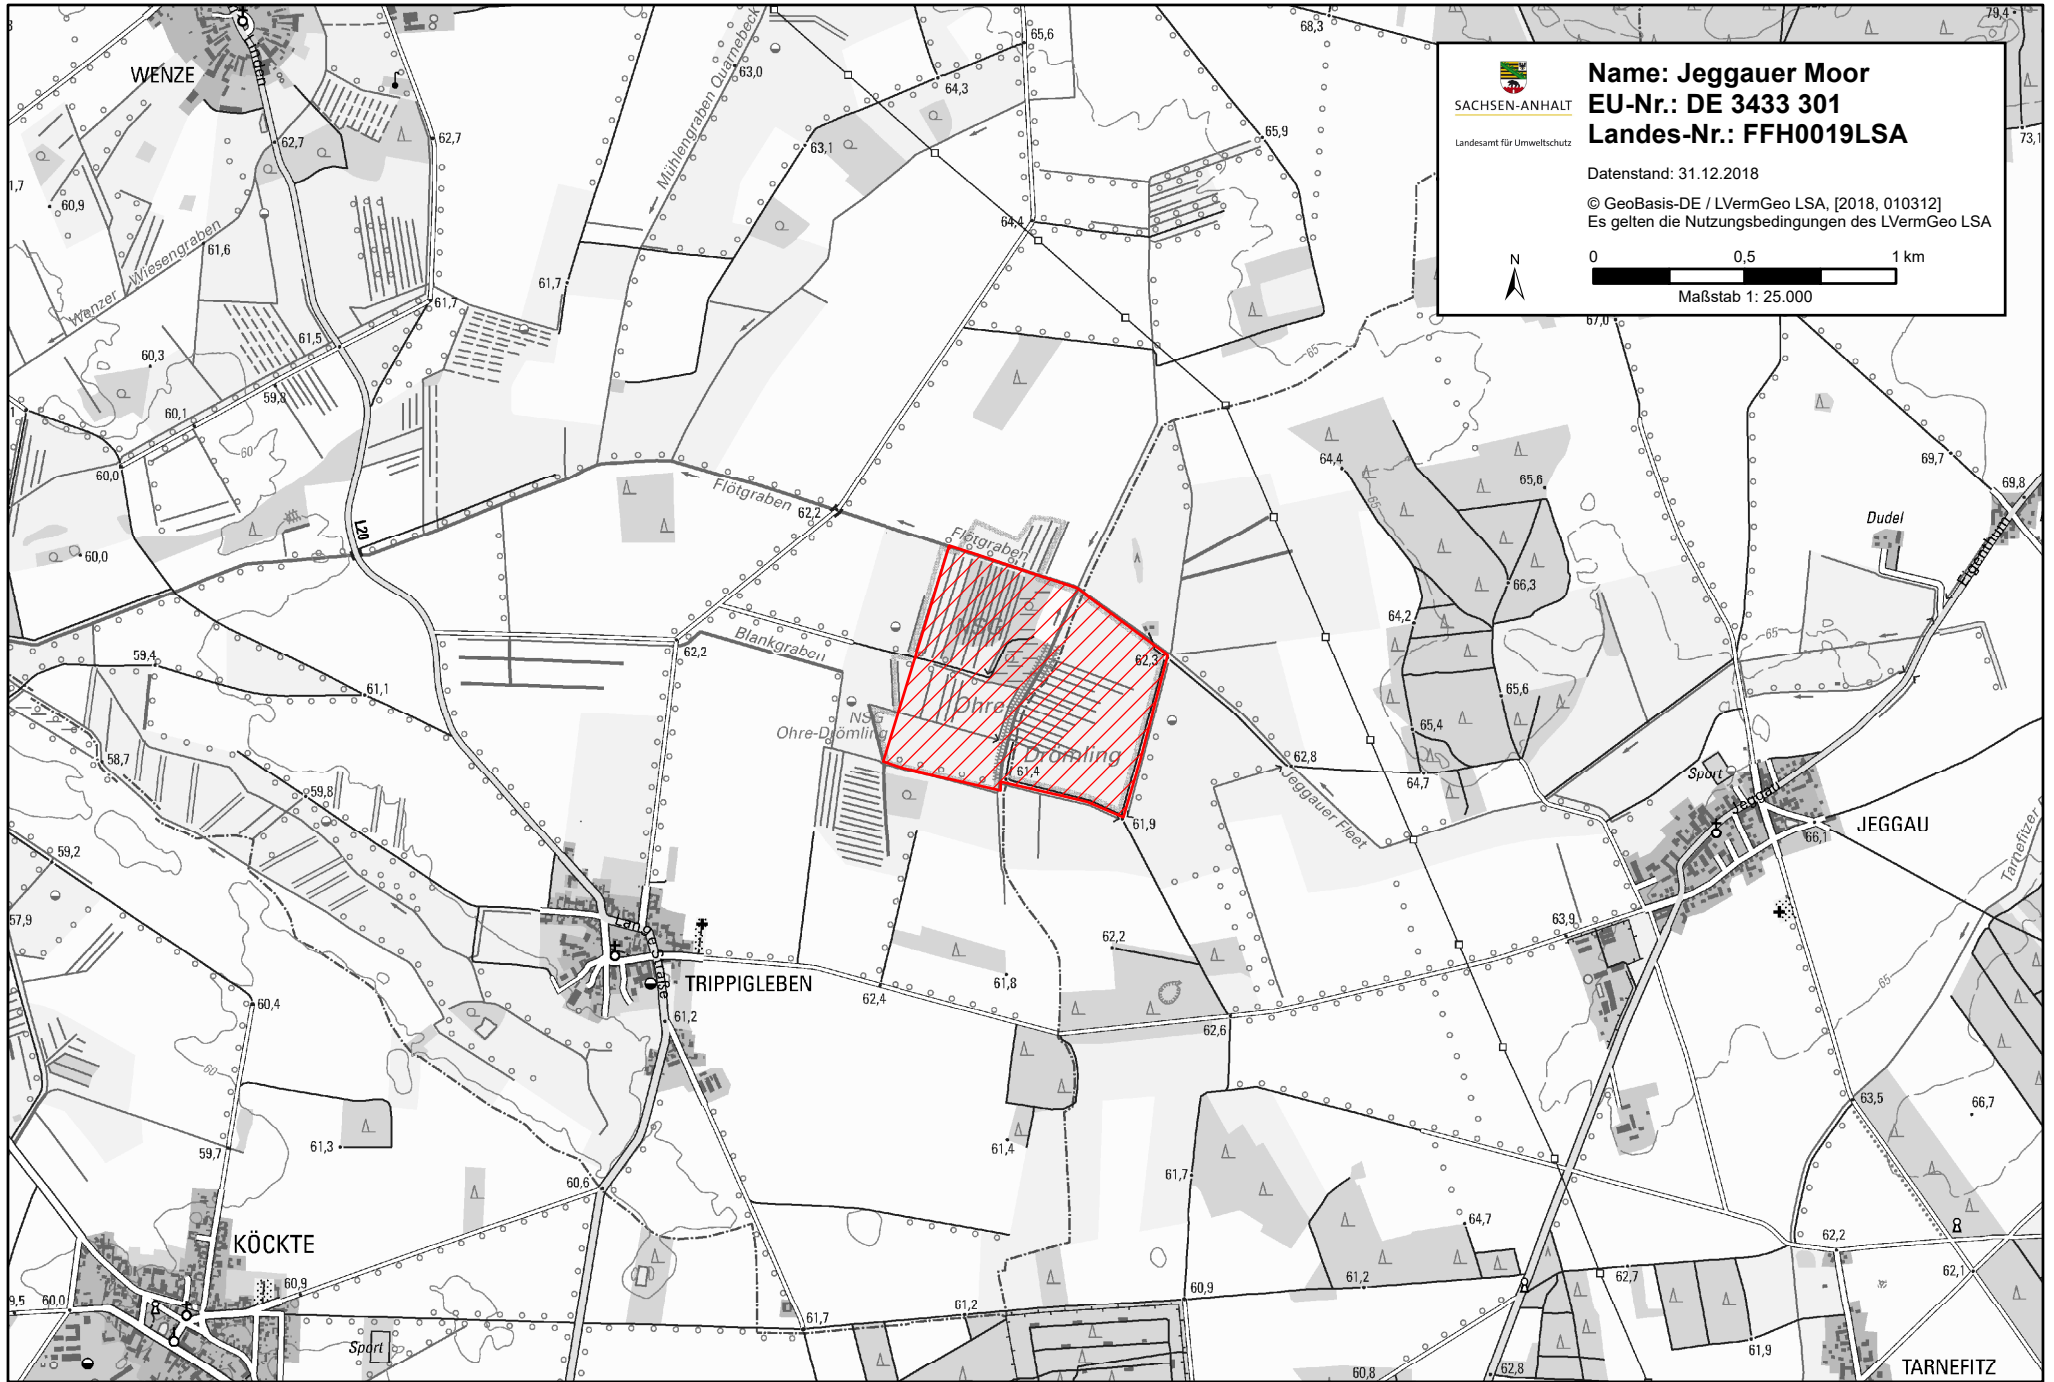 Name: Jeggauer Moor
EU-Nr.: DE 3433 301
Landes-Nr.: FFH0019LSA
SACHSEN-ANHALT
Landesamt für Umweltschutz
Datenstand: 31.12.2018
© GeoBasis-DE / LVermGeo LSA, [2018, 010312]
Es gelten die Nutzungsbedingungen des LVermGeo LSA
N
0 0,5 1 km
Maßstab 1: 25.000
WENZE
Linden
62,7
62,7
60,9
61,6
Wenzer Wiesengraben
61,7
61,5
60,3
60,1
59,8
60
60,0
60,0
L20
Mühlengraben Quarnebeck
63,0
64,3
65,6
68,3
79,4
73,1
63,1
65,9
64,4
61,7
65
67,0
Flötgraben
62,2
Flötgraben
64,4
65,6
65
69,7
69,8
Dudel
Eigenthum
66,3
64,2
65
Blankgraben
62,2
NSG
62,3
Ohre-
Drömling
NSG
Ohre-Drömling
61,4
61,9
62,8
Jeggauer Fleet
65,6
65,4
64,7
59,4
61,1
58,7
59,8
59,2
57,9
Sport
Jeggau
JEGGAU
66,1
Tarnefitzer
63,9
Lange Straße
TRIPPIGLEBEN
61,2
62,4
61,8
62,2
62,6
60,4
60
59,7
61,3
60,6
61,4
61,7
65
63,5
66,7
64,7
62,2
62,1
62,7
61,2
60,9
KÖCKTE
60,9
9,5
60,0
Sport
61,7
61,2
60,8
62,8
61,9
TARNEFITZ